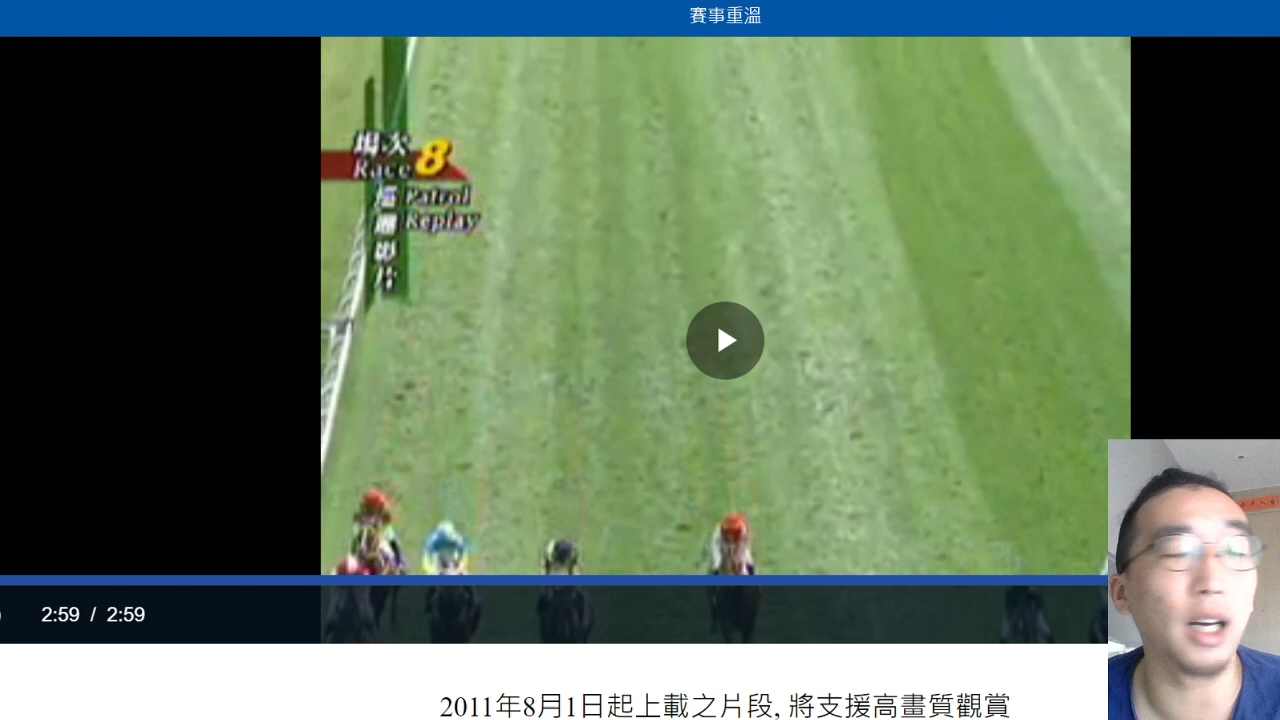 賽事重溫
場次 8
Race
Patrol
Replay
巡邏影片
2:59 / 2:59
2011年8月1日起上載之片段, 將支援高畫質觀賞